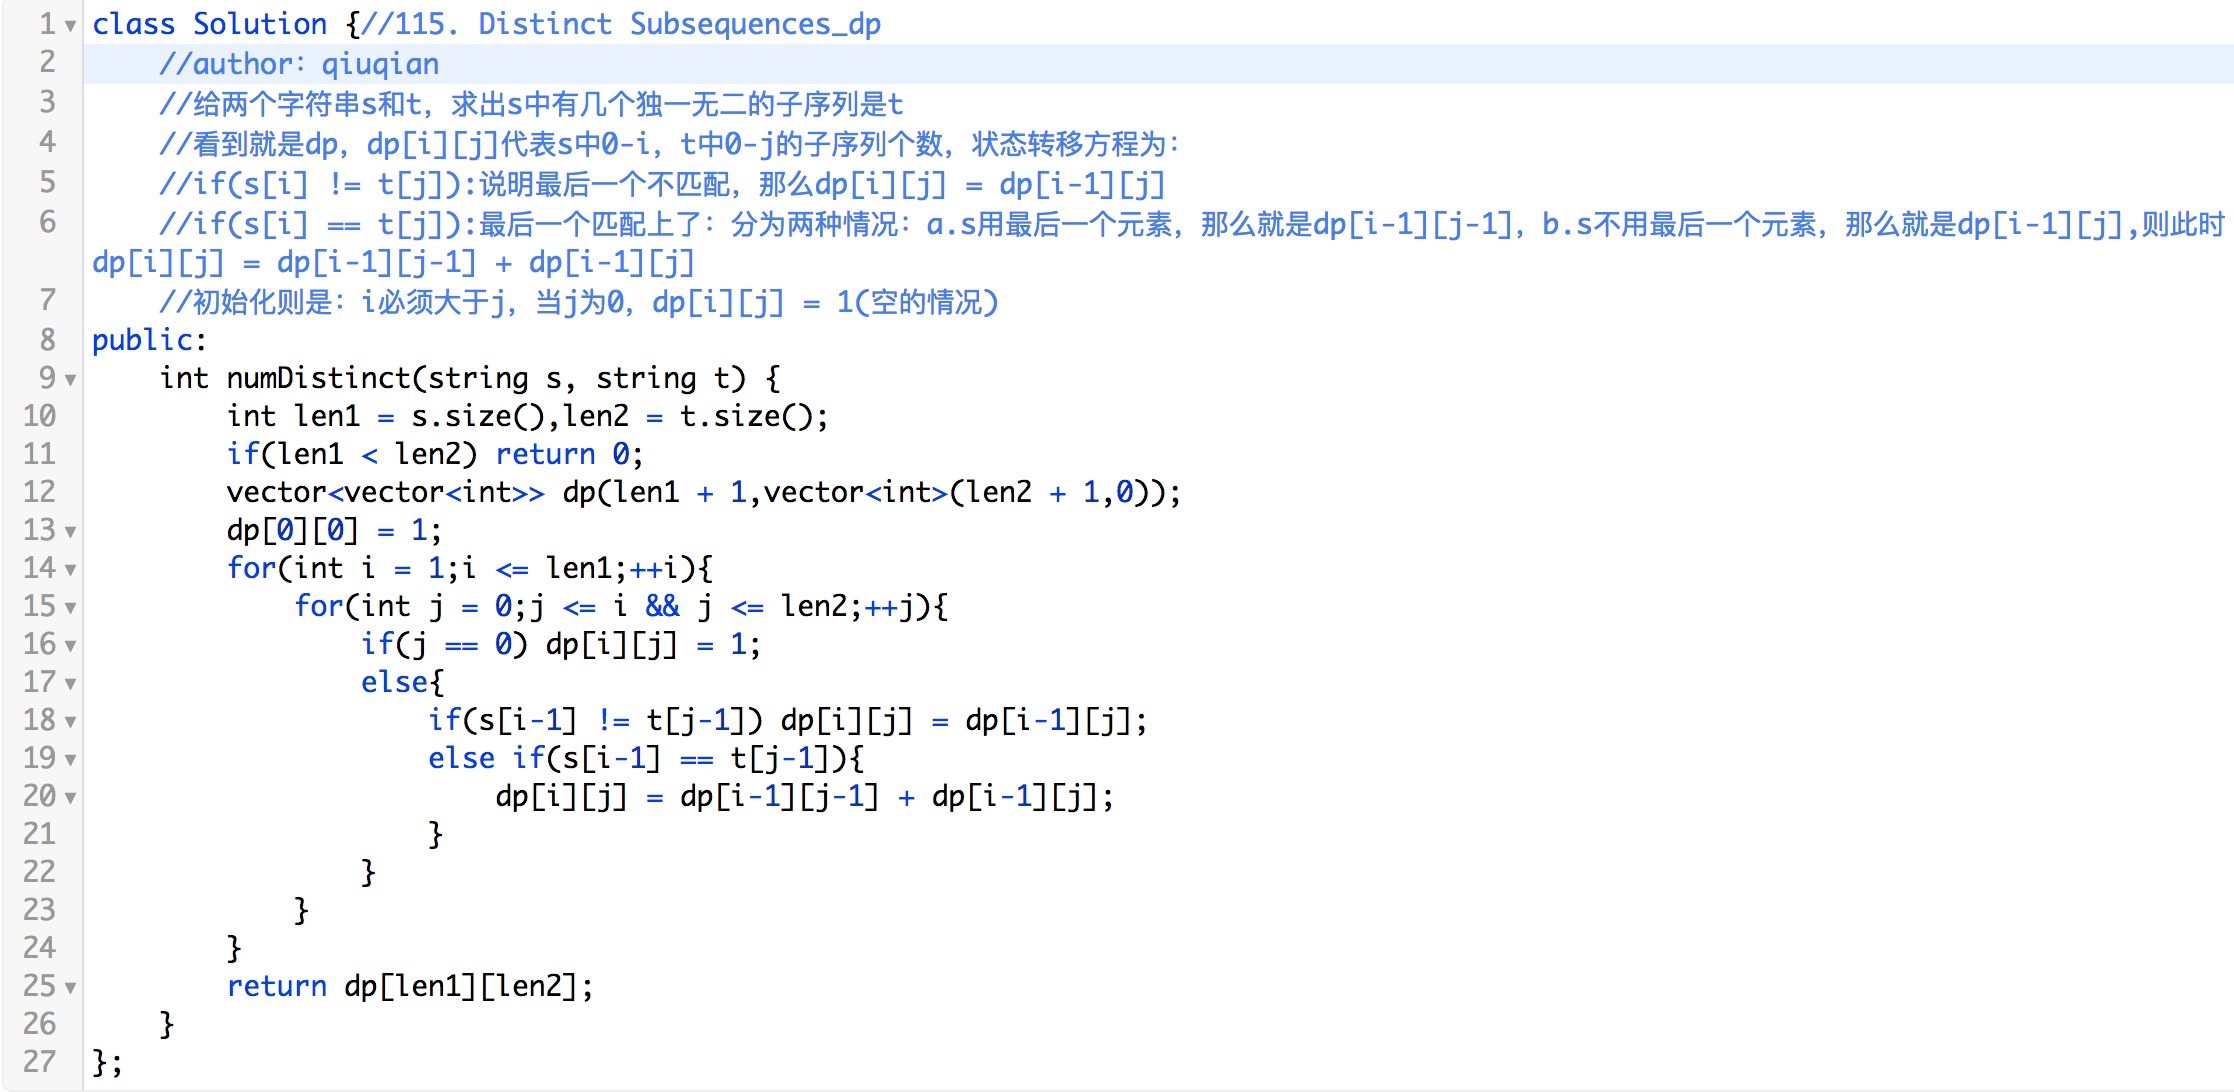 1 class Solution {//115. Distinct Subsequences_dp
2     //author：qiuqian
3     //给两个字符串s和t，求出s中有几个独一无二的子序列是t
4     //看到就是dp，dp[i][j]代表s中0-i，t中0-j的子序列个数，状态转移方程为：
5     //if(s[i] != t[j]):说明最后一个不匹配，那么dp[i][j] = dp[i-1][j]
6     //if(s[i] == t[j]):最后一个匹配上了：分为两种情况：a.s用最后一个元素，那么就是dp[i-1][j-1]，b.s不用最后一个元素，那么就是dp[i-1][j],则此时
dp[i][j] = dp[i-1][j-1] + dp[i-1][j]
7     //初始化则是：i必须大于j，当j为0，dp[i][j] = 1(空的情况)
8 public:
9     int numDistinct(string s, string t) {
10         int len1 = s.size(),len2 = t.size();
11         if(len1 < len2) return 0;
12         vector<vector<int>> dp(len1 + 1,vector<int>(len2 + 1,0));
13         dp[0][0] = 1;
14         for(int i = 1;i <= len1;++i){
15             for(int j = 0;j <= i && j <= len2;++j){
16                 if(j == 0) dp[i][j] = 1;
17                 else{
18                     if(s[i-1] != t[j-1]) dp[i][j] = dp[i-1][j];
19                     else if(s[i-1] == t[j-1]){
20                         dp[i][j] = dp[i-1][j-1] + dp[i-1][j];
21                     }
22                 }
23             }
24         }
25         return dp[len1][len2];
26     }
27 };